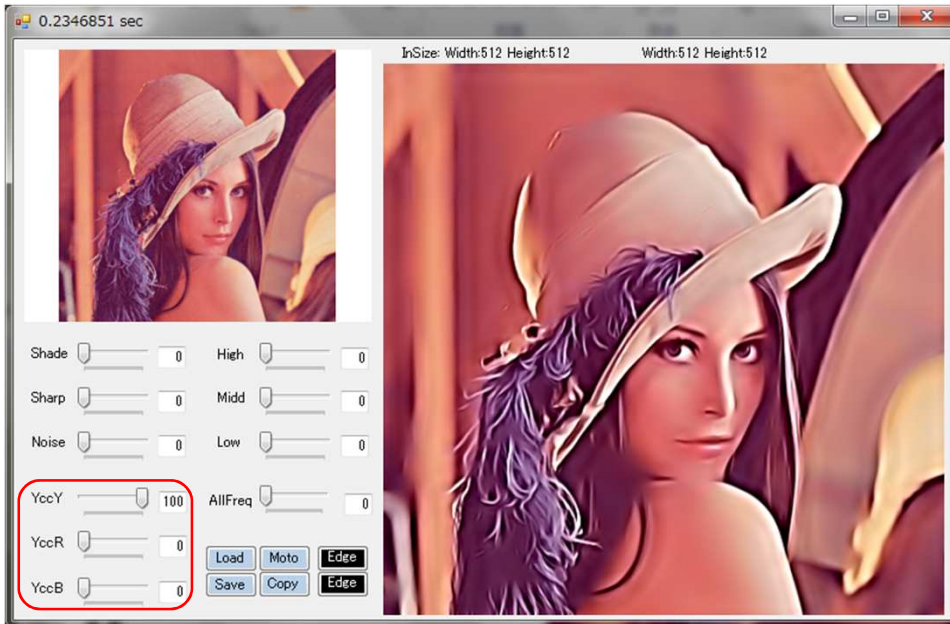 0.2346851 sec
InSize: Width:512 Height:512 Width:512 Height:512
Shade 0 High 0
Sharp 0 Midd 0
Noise 0 Low 0
YccY 100 AllFreq 0
YccR 0
Load Moto Edge
YccB 0 Save Copy Edge